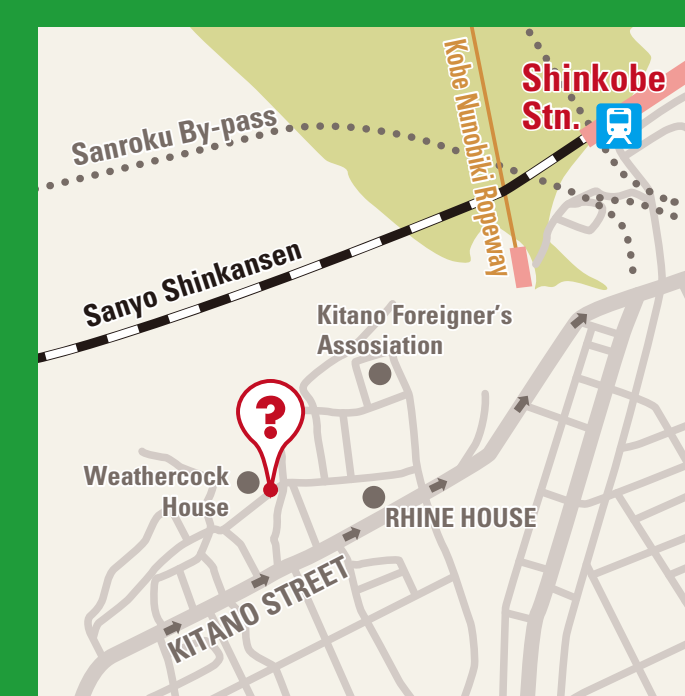 Shinkobe
Stn.
Kobe Nunobiki Ropeway
Sanroku By-pass
Sanyo Shinkansen
Kitano Foreigner's
Assosiation
?
Weathercock
House
RHINE HOUSE
KITANO STREET